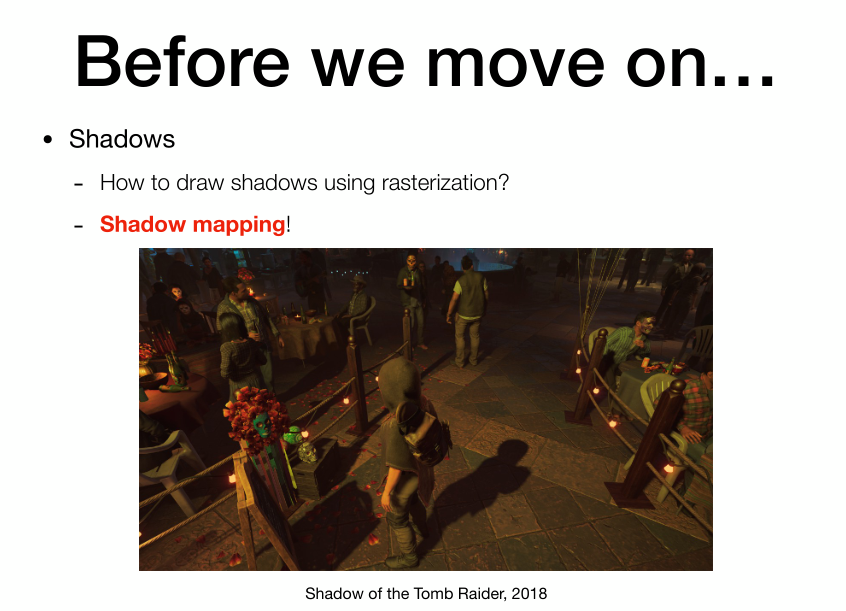 Before we move on…
• Shadows
- How to draw shadows using rasterization?
- Shadow mapping!
Shadow of the Tomb Raider, 2018